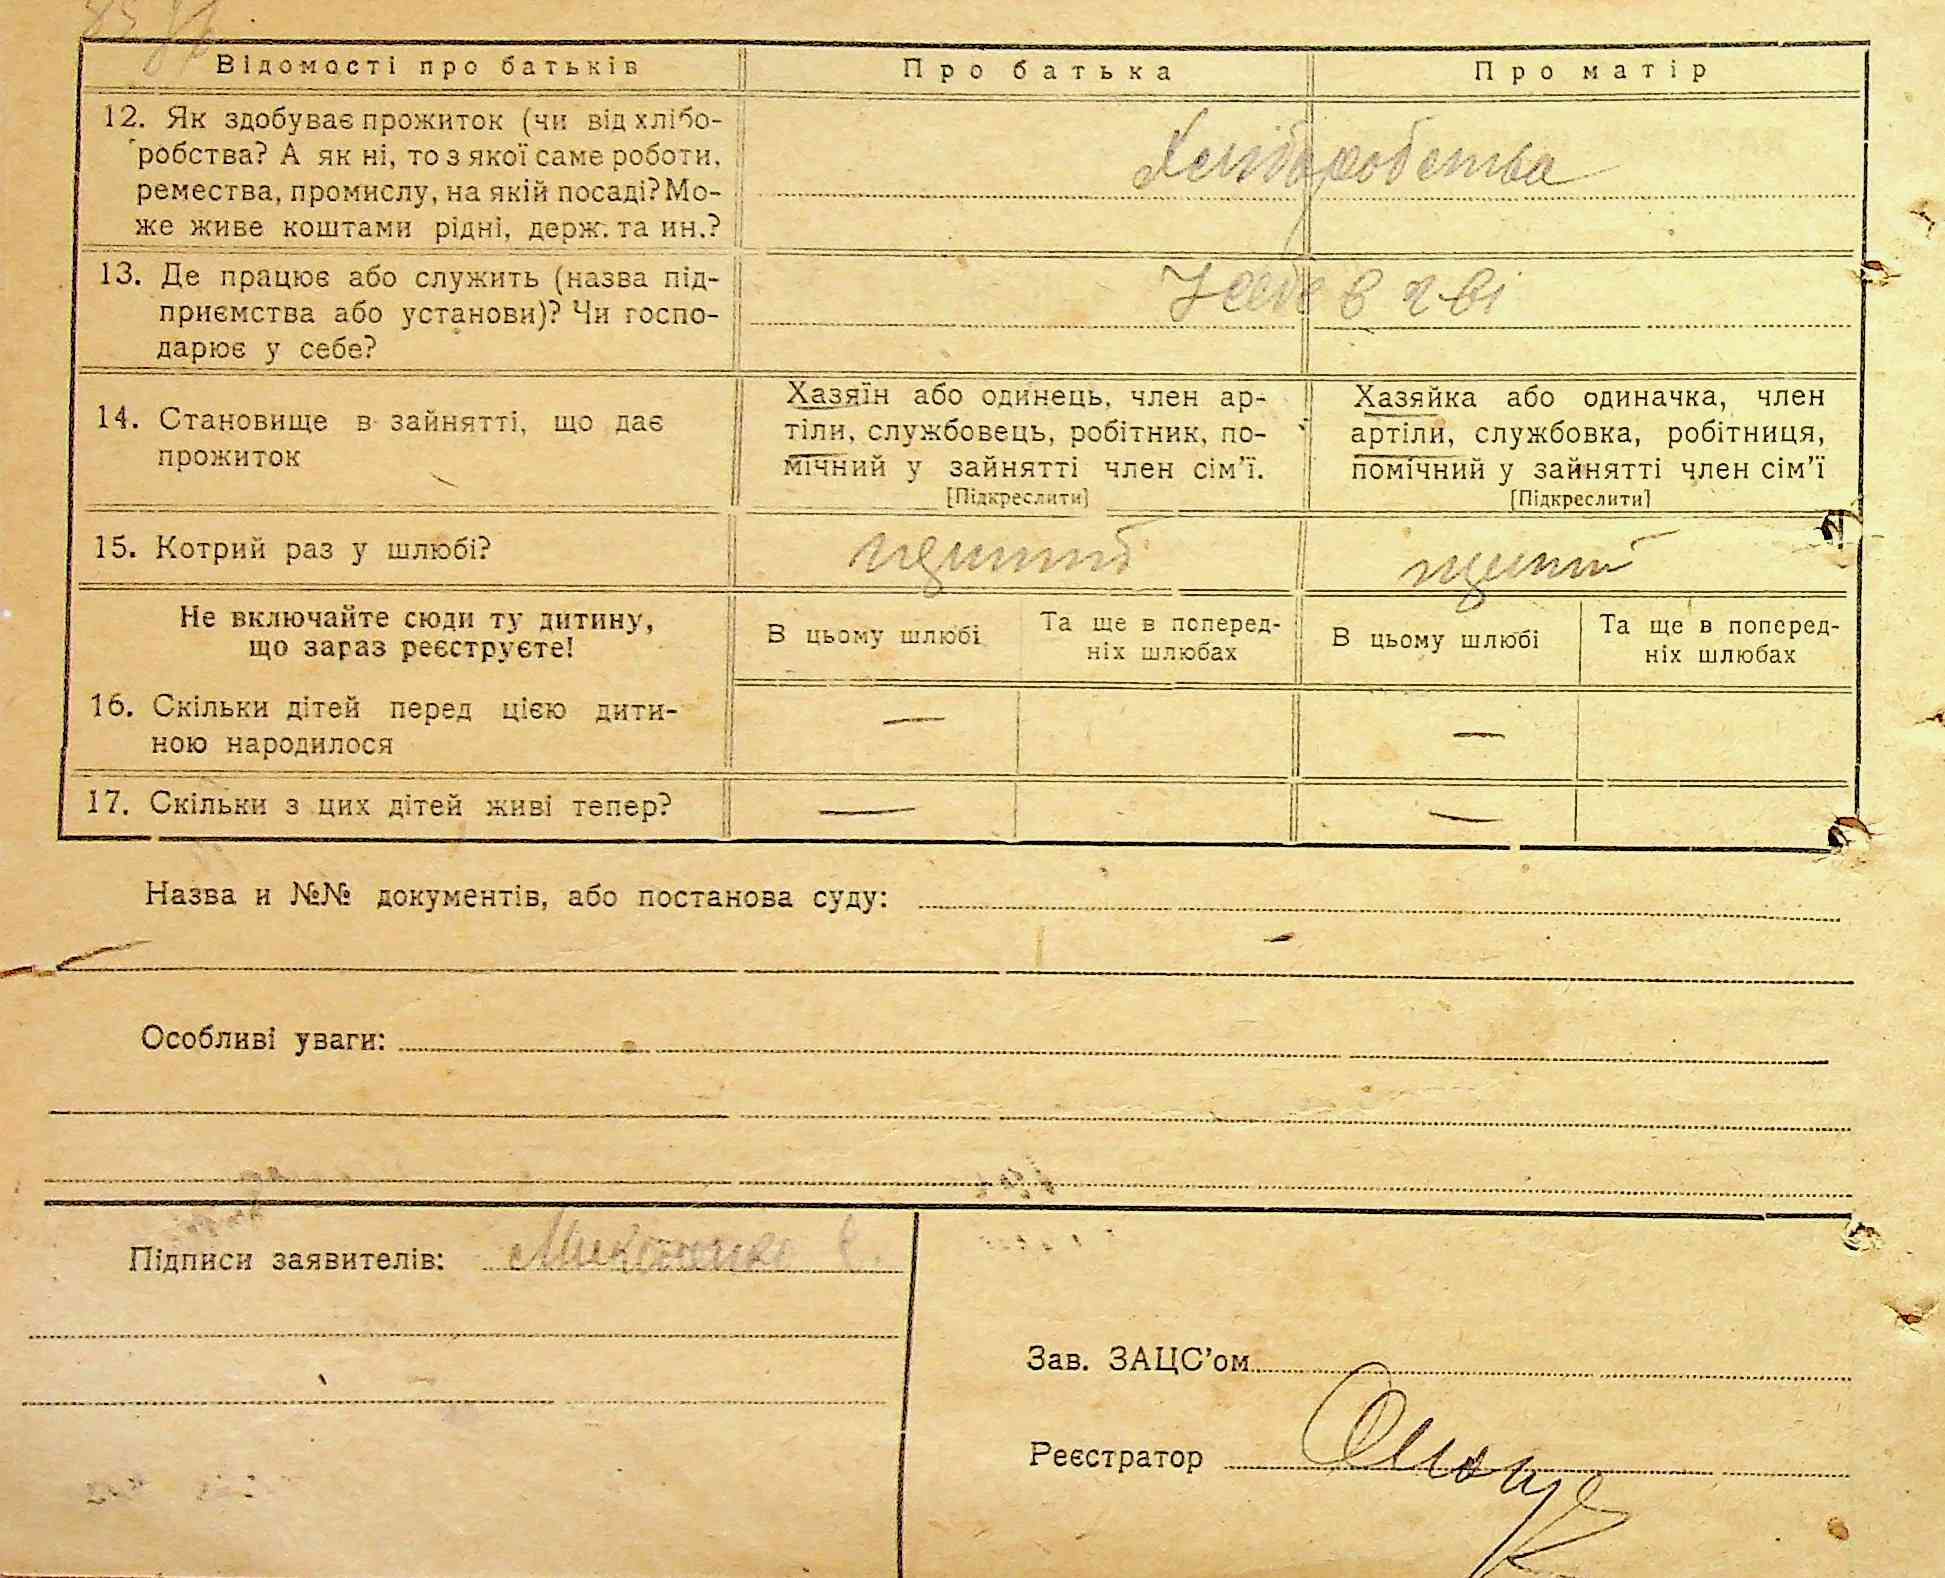 Відомості про батьків
Про батька
Про матір
12. Як здобуває прожиток (чи від хлібо-
робства? А як ні, то з якої саме роботи,
ремества, промислу, на якій посаді? Мо-
же живе коштами рідні, держ. та ин.?
Хлиборобства
13. Де працює або служить (назва під-
приємства або установи)? Чи госпо-
дарює у себе?
У себе в г-ві
14. Становище в зайнятті, що дає
прожиток
Хазяїн або одинець, член ар-
тіли, службовець, робітник, по-
мічний у зайнятті член сім'ї.
[Підкреслити]
Хазяйка або одиначка, член
артіли, службовка, робітниця,
помічний у зайнятті член сім'ї
[Підкреслити]
15. Котрий раз у шлюбі?
Не включайте сюди ту дитину,
що зараз реєструєте!
В цьому шлюбі
Та ще в поперед-
ніх шлюбах
В цьому шлюбі
Та ще в поперед-
ніх шлюбах
16. Скільки дітей перед цією дити-
ною народилося
—
—
17. Скільки з цих дітей живі тепер?
—
—
Назва и №№ документів, або постанова суду:
Особливі уваги:
Підписи заявителів:
Зав. ЗАЦС'ом
Реєстратор